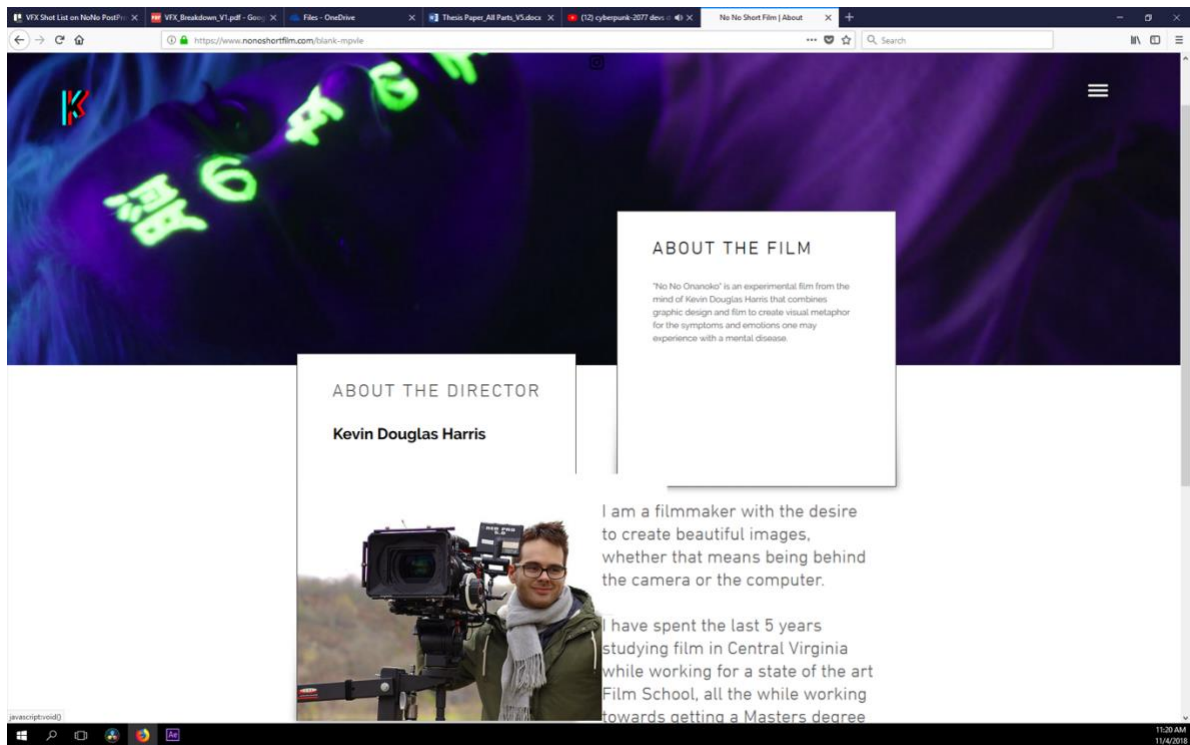 VFX Shot List on NoNo PostPr
VFX_Breakdown_V1.pdf - Goog
Files - OneDrive
Thesis Paper_All Parts_V5.docx
(12) cyberpunk-2077 devs
No No Short Film | About
https://www.nonoshortfilm.com/blank-mpvle
Search
ABOUT THE FILM
"No No Onanoko" is an experimental film from the
mind of Kevin Douglas Harris that combines
graphic design and film to create visual metaphor
for the symptoms and emotions one may
experience with a mental disease.
ABOUT THE DIRECTOR
Kevin Douglas Harris
I am a filmmaker with the desire
to create beautiful images,
whether that means being behind
the camera or the computer.
I have spent the last 5 years
studying film in Central Virginia
while working for a state of the art
Film School, all the while working
towards getting a Masters degree
javascript:void()
Ae
11:20 AM
11/4/2018